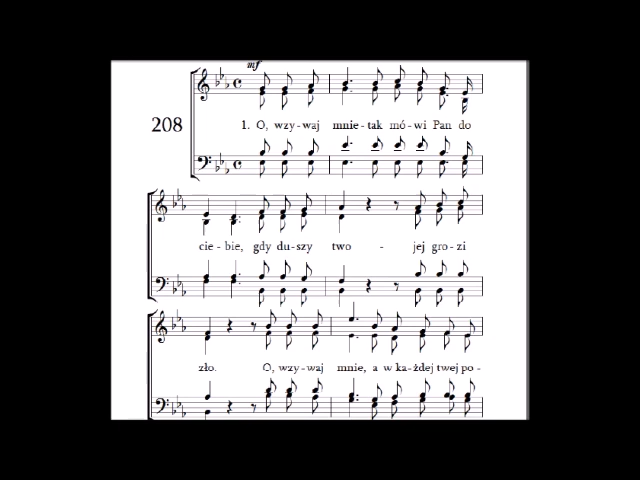 mf
208
1. O, wzy - waj mnie - tak mó - wi Pan do
cie - bie, gdy du - szy two - jej gro - zi
zło. O, wzy - waj mnie, a w ka - żdej twej po -